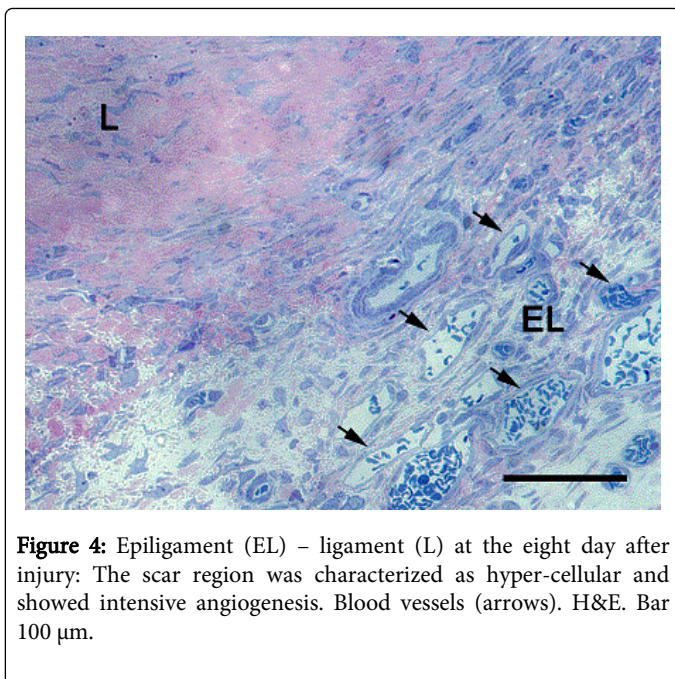 L
EL
Figure 4: Epiligament (EL) – ligament (L) at the eight day after
injury: The scar region was characterized as hyper-cellular and
showed intensive angiogenesis. Blood vessels (arrows). H&E. Bar
100 μm.